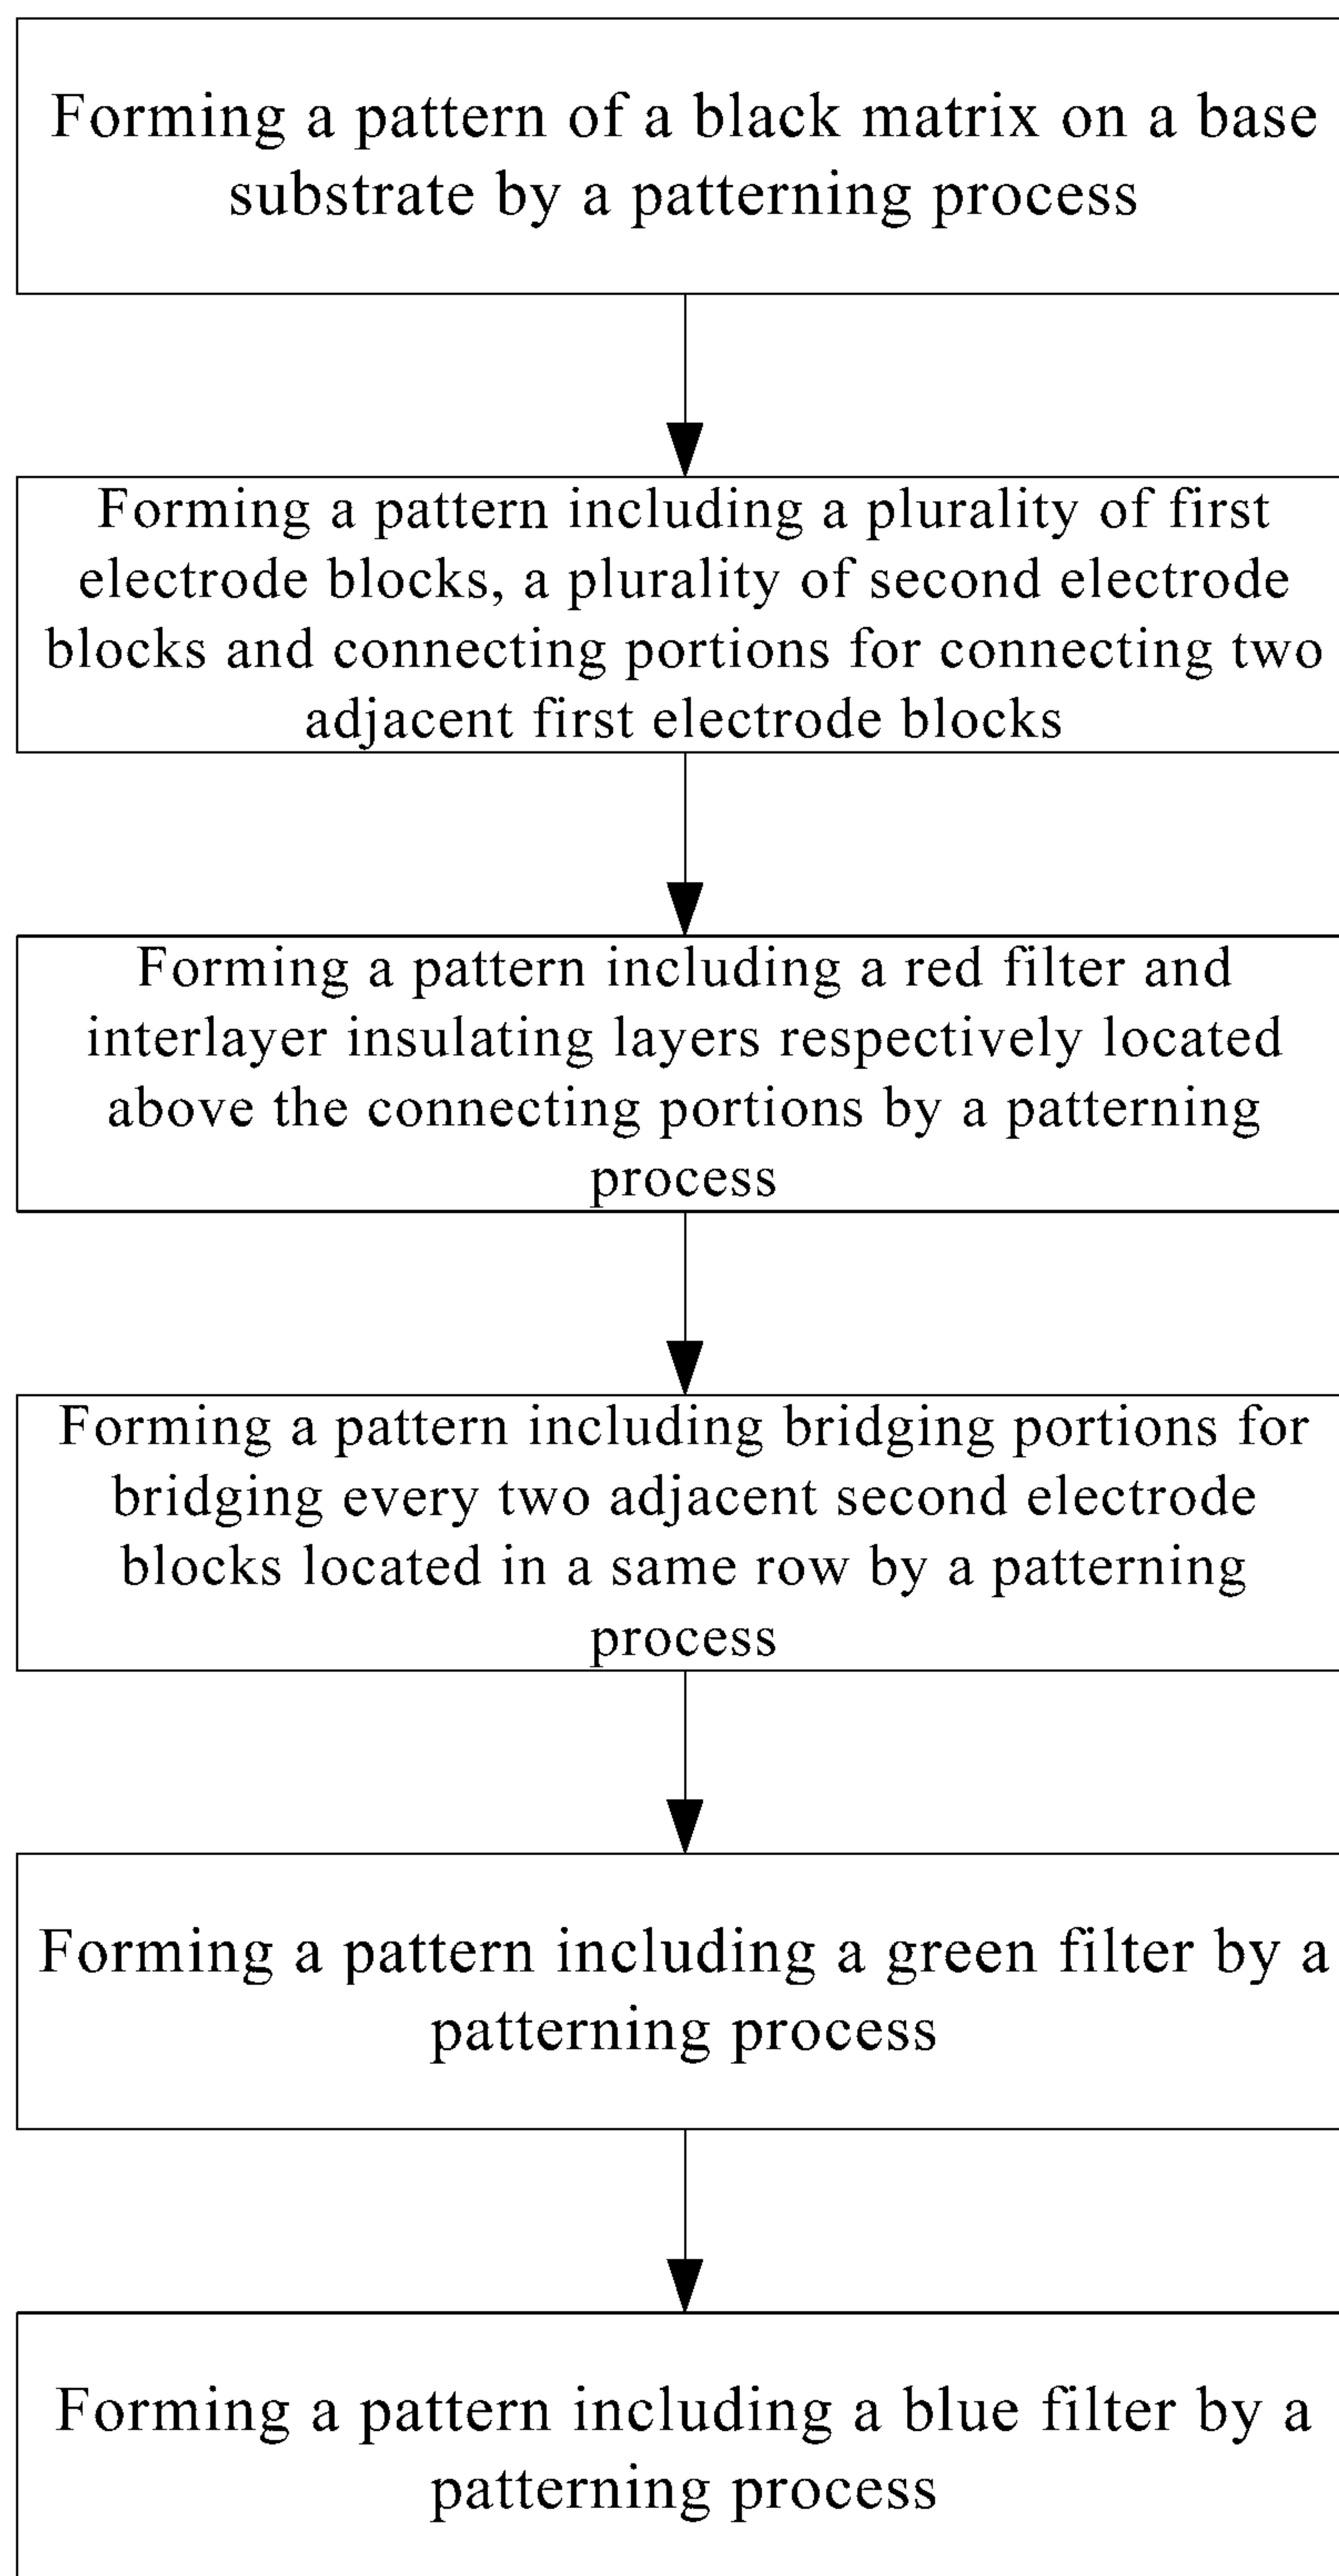 Forming a pattern of a black matrix on a base
substrate by a patterning process
Forming a pattern including a plurality of first
electrode blocks, a plurality of second electrode
blocks and connecting portions for connecting two
adjacent first electrode blocks
Forming a pattern including a red filter and
interlayer insulating layers respectively located
above the connecting portions by a patterning
process
Forming a pattern including bridging portions for
bridging every two adjacent second electrode
blocks located in a same row by a patterning
process
Forming a pattern including a green filter by a
patterning process
Forming a pattern including a blue filter by a
patterning process